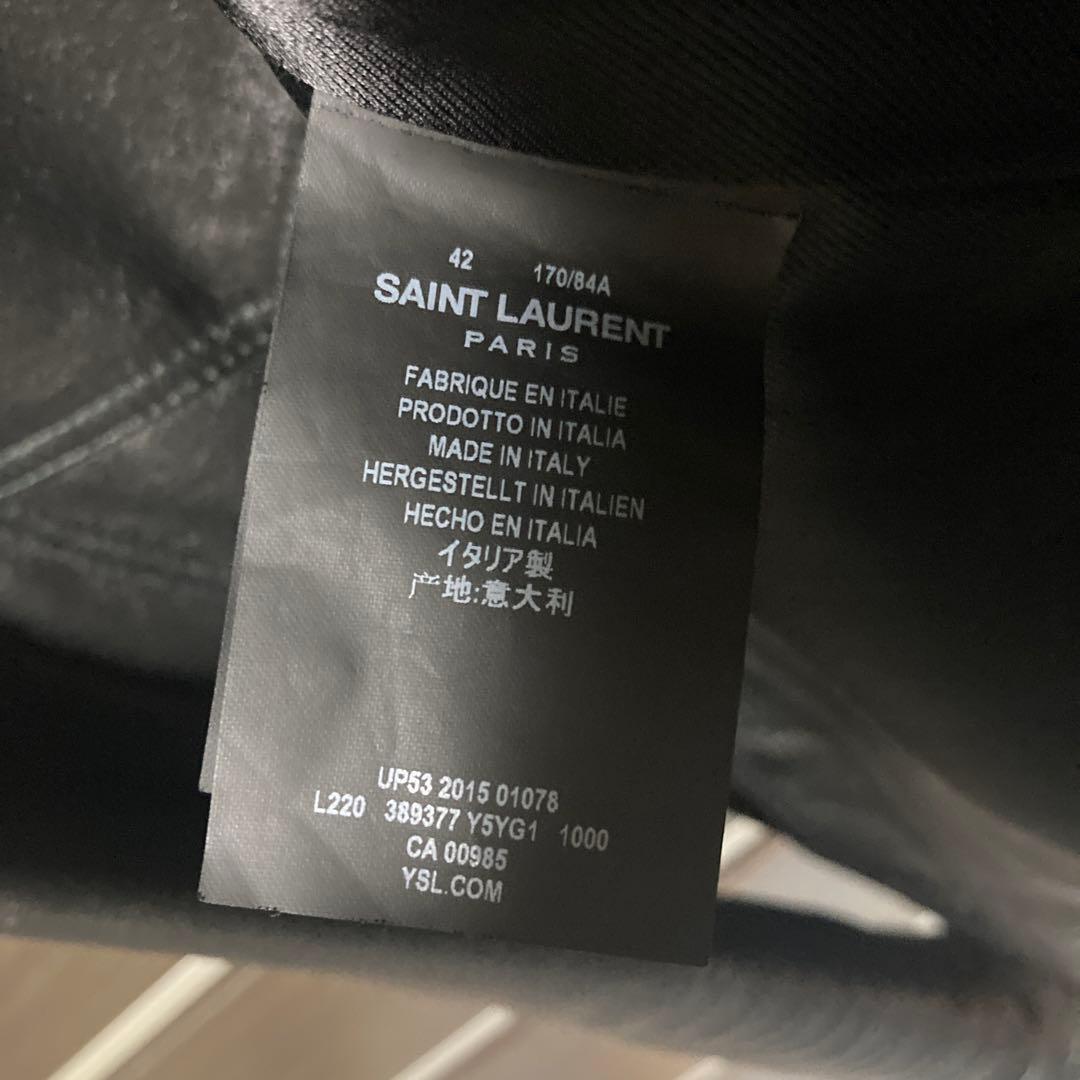 42 170/84A
SAINT LAURENT
PARIS
FABRIQUE EN ITALIE
PRODOTTO IN ITALIA
MADE IN ITALY
HERGESTELLT IN ITALIEN
HECHO EN ITALIA
イタリア製
产地:意大利
UP53 2015 01078
L220 389377 Y5YG1 1000
CA 00985
YSL.COM